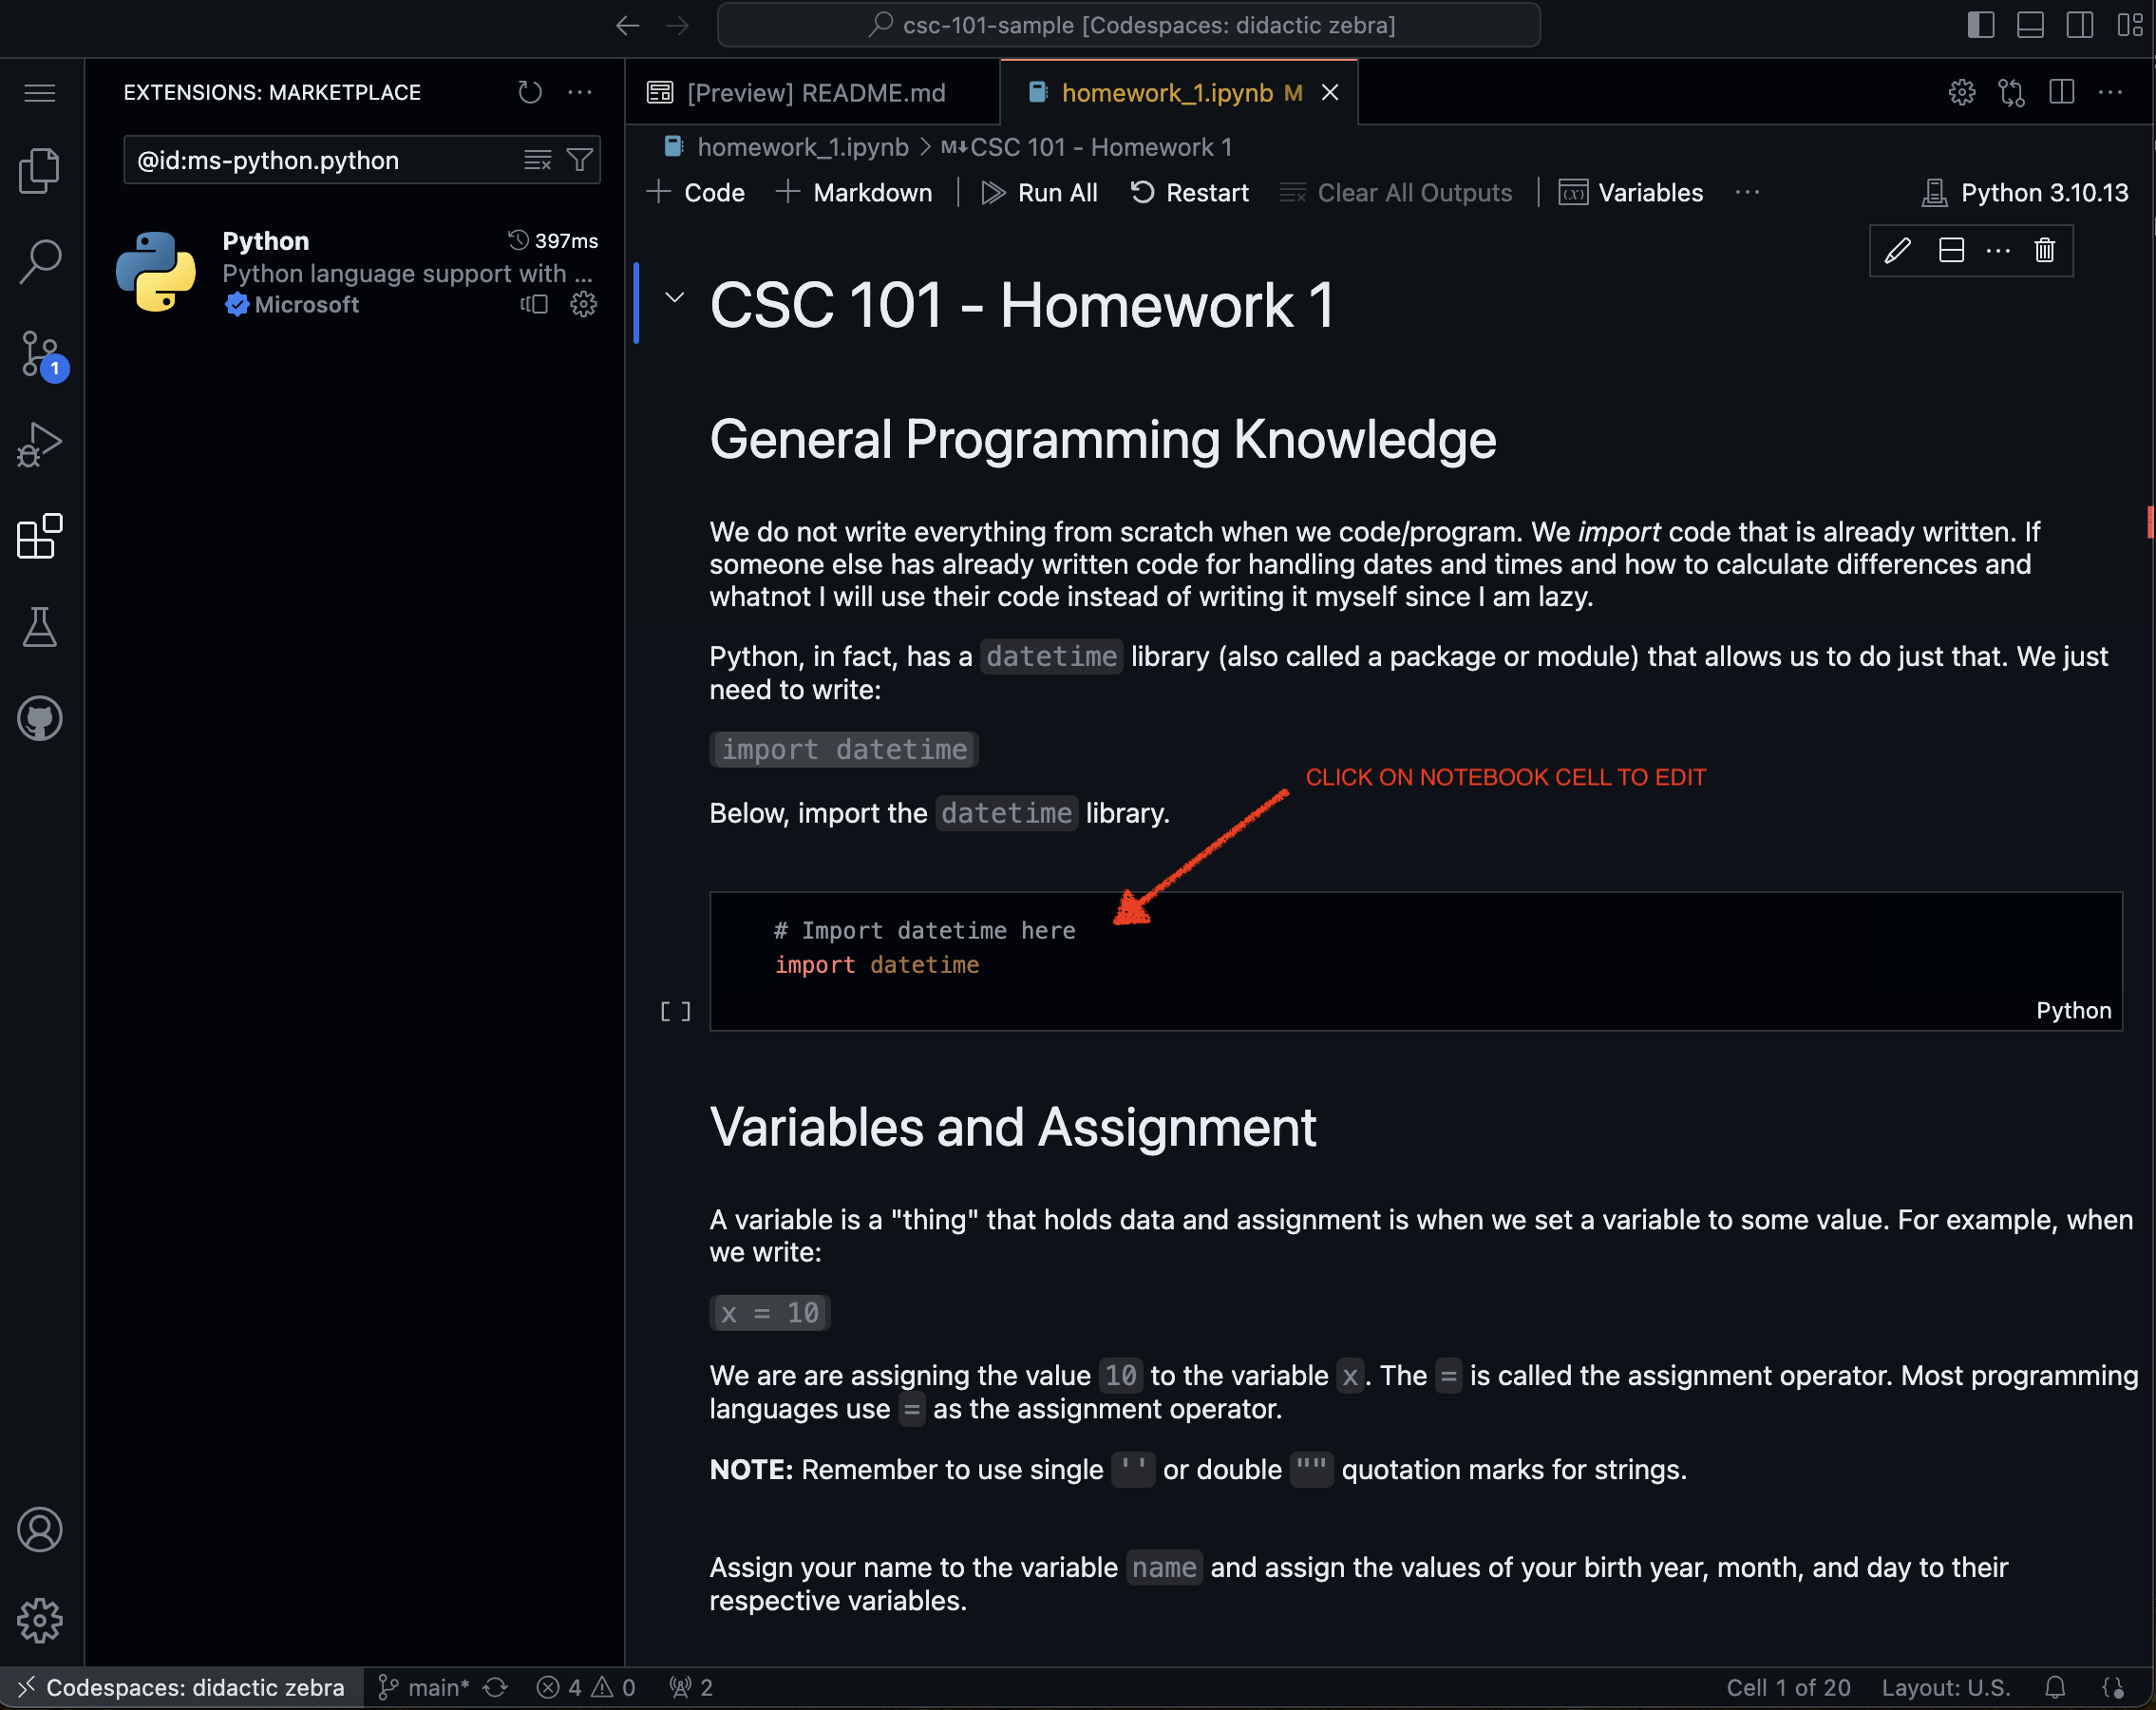 csc-101-sample [Codespaces: didactic zebra]
EXTENSIONS: MARKETPLACE
@id:ms-python.python
Python
397ms
Python language support with ...
Microsoft
1
[Preview] README.md
homework_1.ipynb M
homework_1.ipynb > M↓CSC 101 - Homework 1
+ Code + Markdown | Run All Restart Clear All Outputs | Variables ...
Python 3.10.13
CSC 101 - Homework 1
General Programming Knowledge
We do not write everything from scratch when we code/program. We import code that is already written. If
someone else has already written code for handling dates and times and how to calculate differences and
whatnot I will use their code instead of writing it myself since I am lazy.
Python, in fact, has a datetime library (also called a package or module) that allows us to do just that. We just
need to write:
import datetime
CLICK ON NOTEBOOK CELL TO EDIT
Below, import the datetime library.
# Import datetime here
import datetime
[ ]
Python
Variables and Assignment
A variable is a "thing" that holds data and assignment is when we set a variable to some value. For example, when
we write:
x = 10
We are are assigning the value 10 to the variable x. The = is called the assignment operator. Most programming
languages use = as the assignment operator.
NOTE: Remember to use single '' or double "" quotation marks for strings.
Assign your name to the variable name and assign the values of your birth year, month, and day to their
respective variables.
Codespaces: didactic zebra main* 4 0 2
Cell 1 of 20 Layout: U.S.